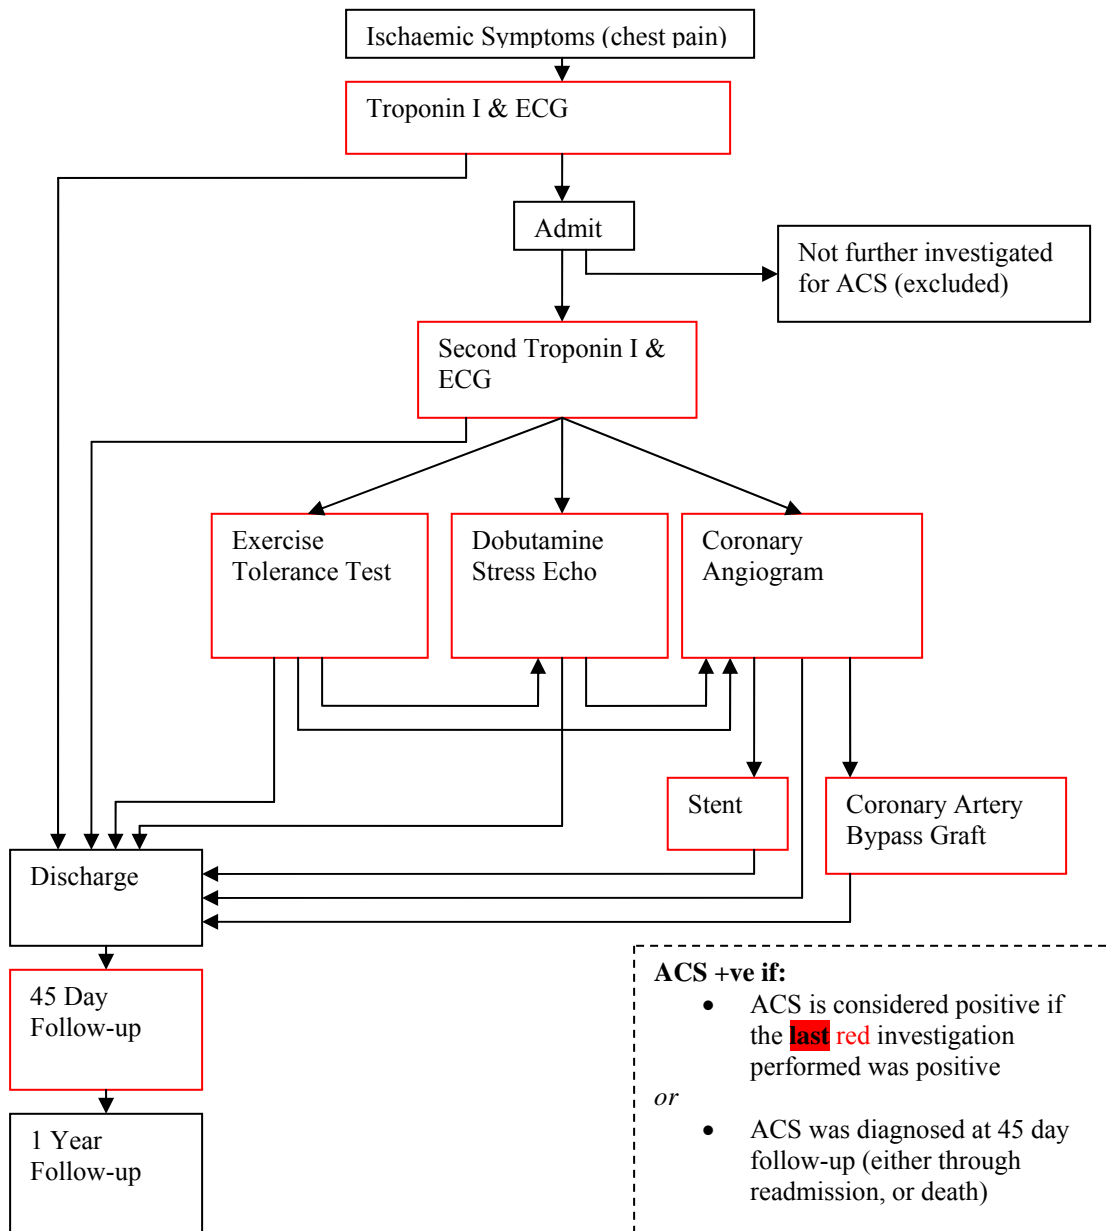 Ischaemic Symptoms (chest pain)
Troponin I & ECG
Admit
Not further investigated
for ACS (excluded)
Second Troponin I &
ECG
Exercise
Tolerance Test
Dobutamine
Stress Echo
Coronary
Angiogram
Stent
Coronary Artery
Bypass Graft
Discharge
45 Day
Follow-up
1 Year
Follow-up
ACS +ve if:
• ACS is considered positive if
the last red investigation
performed was positive
or
• ACS was diagnosed at 45 day
follow-up (either through
readmission, or death)